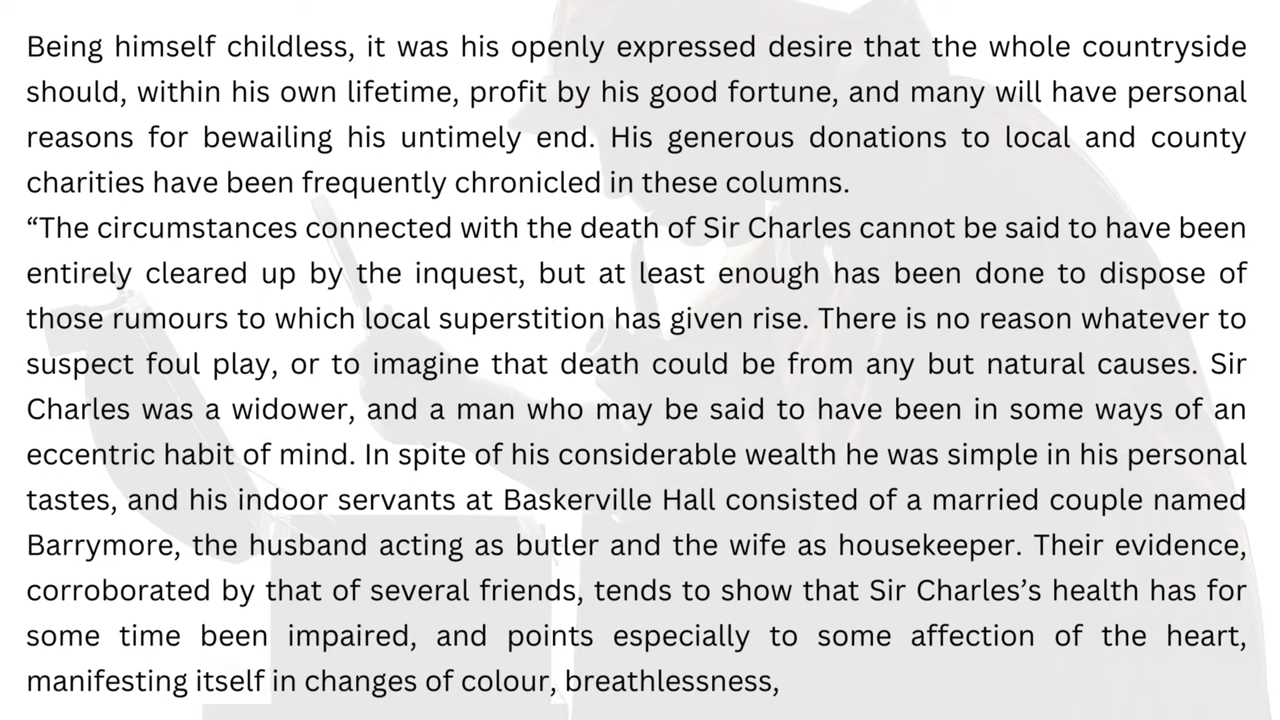 Being himself childless, it was his openly expressed desire that the whole countryside
should, within his own lifetime, profit by his good fortune, and many will have personal
reasons for bewailing his untimely end. His generous donations to local and county
charities have been frequently chronicled in these columns.
“The circumstances connected with the death of Sir Charles cannot be said to have been
entirely cleared up by the inquest, but at least enough has been done to dispose of
those rumours to which local superstition has given rise. There is no reason whatever to
suspect foul play, or to imagine that death could be from any but natural causes. Sir
Charles was a widower, and a man who may be said to have been in some ways of an
eccentric habit of mind. In spite of his considerable wealth he was simple in his personal
tastes, and his indoor servants at Baskerville Hall consisted of a married couple named
Barrymore, the husband acting as butler and the wife as housekeeper. Their evidence,
corroborated by that of several friends, tends to show that Sir Charles’s health has for
some time been impaired, and points especially to some affection of the heart,
manifesting itself in changes of colour, breathlessness,